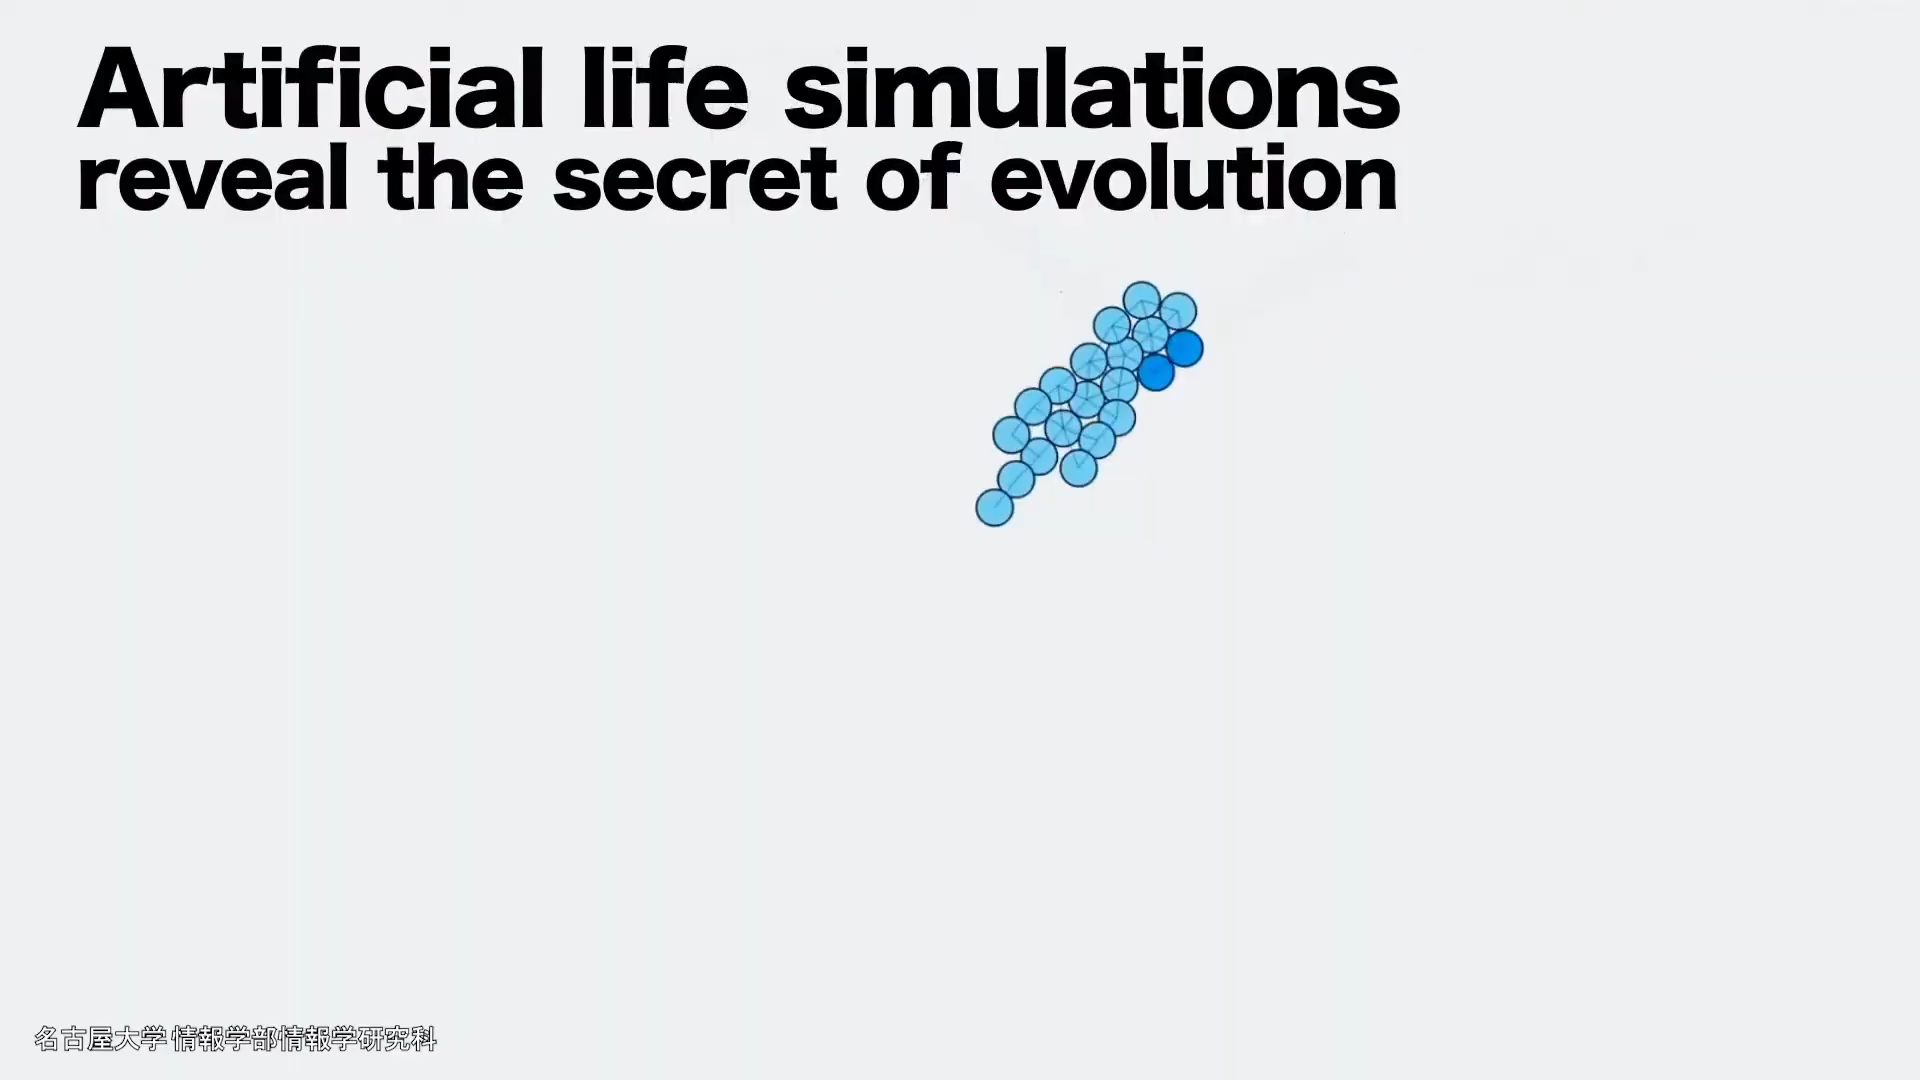 Artificial life simulations
reveal the secret of evolution
名古屋大学 情報学部情報学研究科